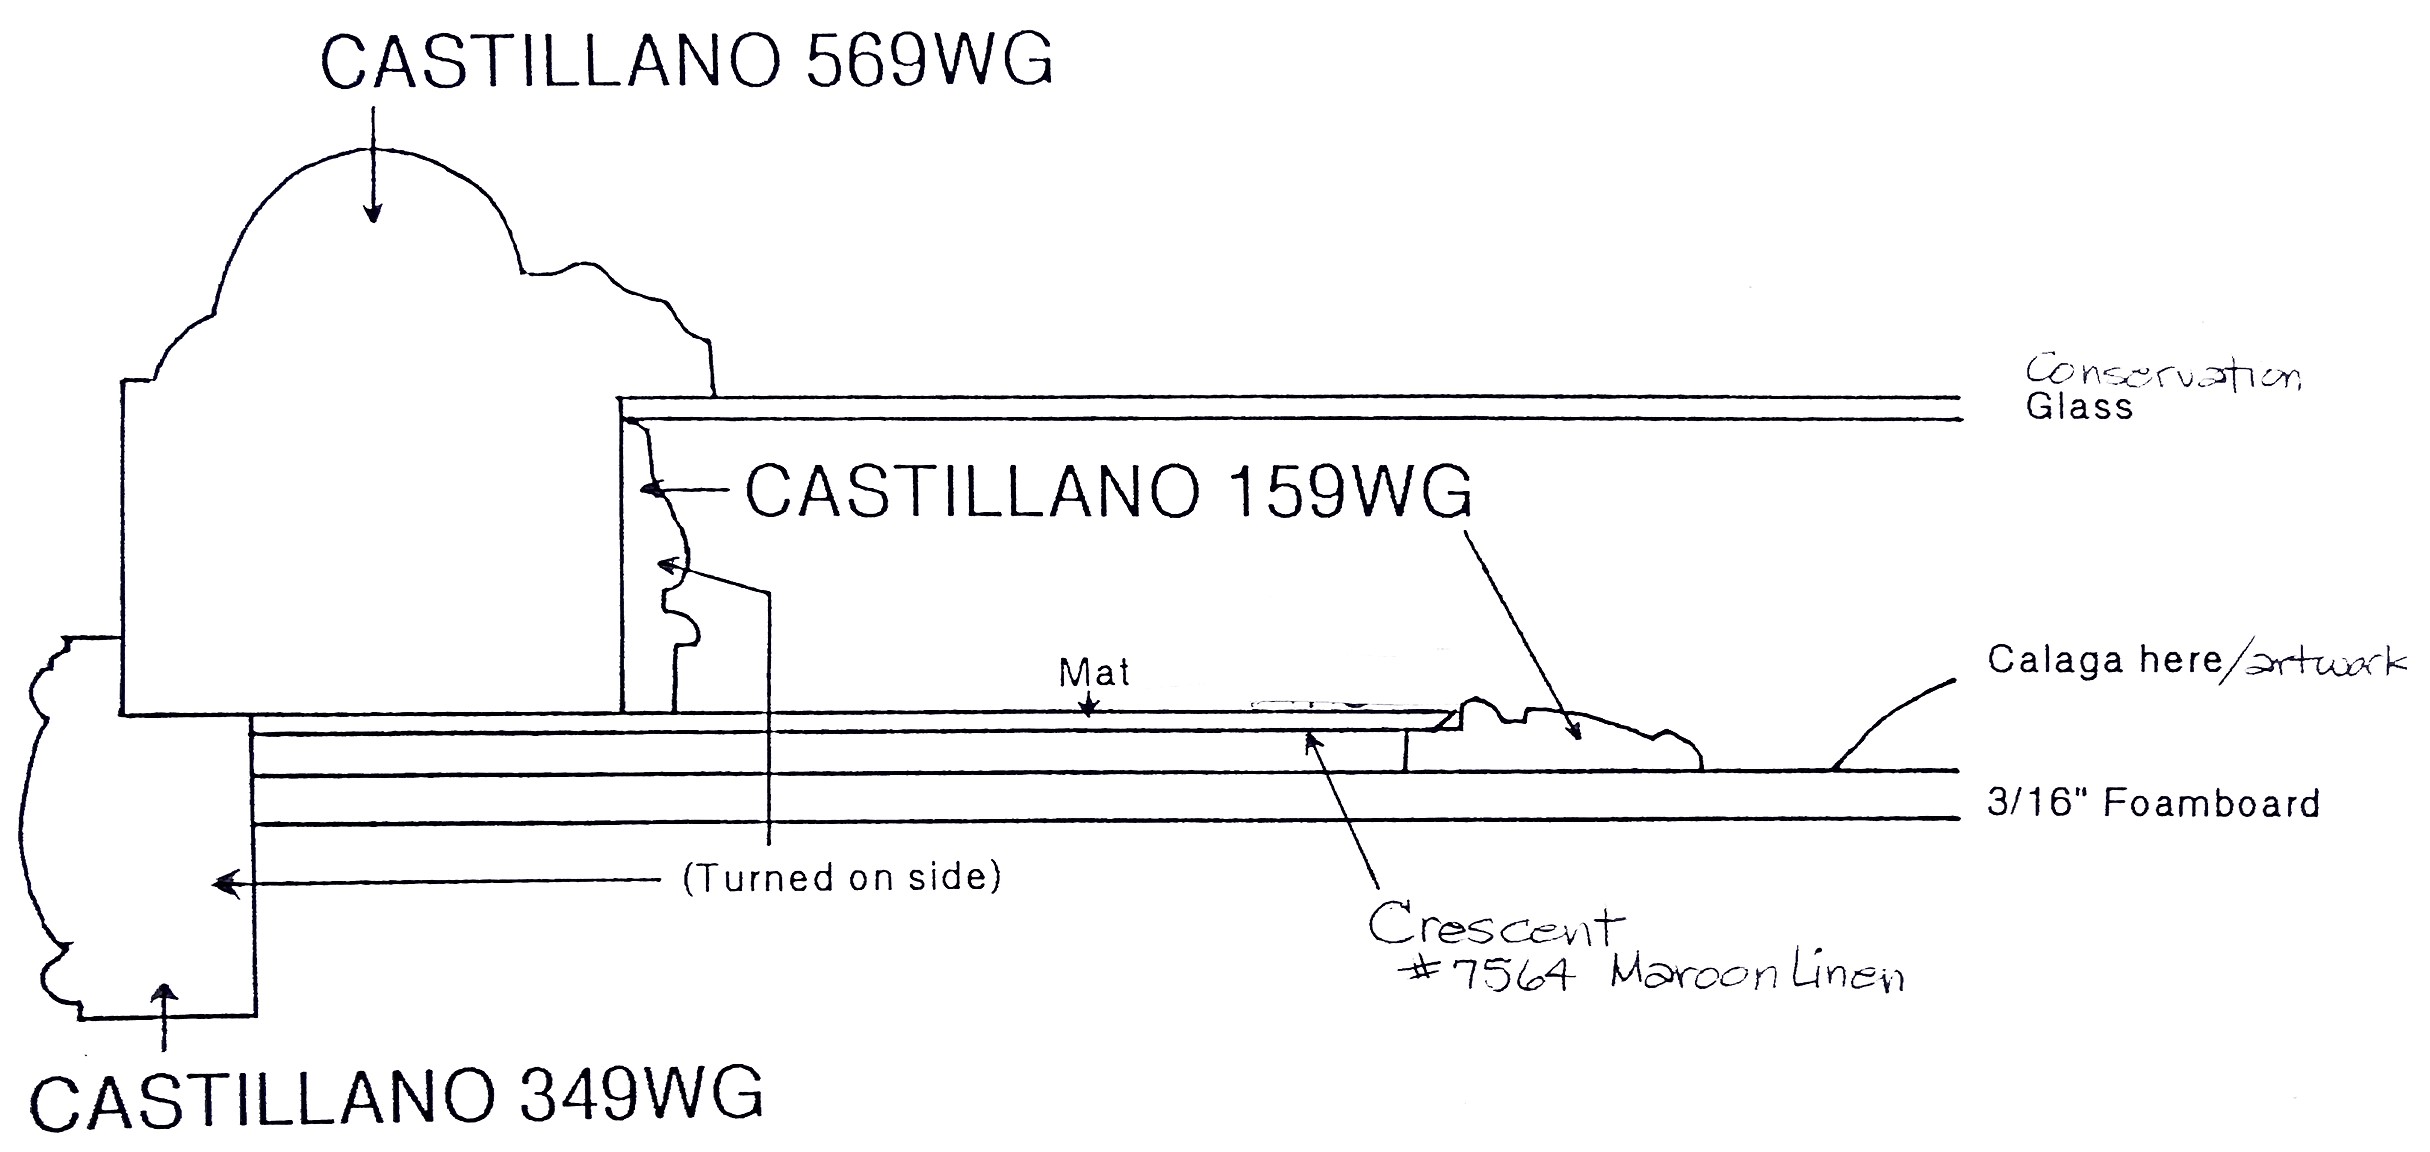 CASTILLANO 569WG
Conservation
Glass
CASTILLANO 159WG
Mat
Calaga here/artwork
3/16" Foamboard
(Turned on side)
Crescent
#7564 Maroon Linen
CASTILLANO 349WG